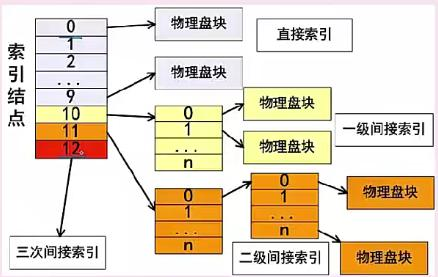 索引结点
0
1
2
...
9
10
11
12
物理盘块
直接索引
物理盘块
0
1
...
n
物理盘块
物理盘块
一级间接索引
0
1
...
n
0
1
...
n
物理盘块
物理盘块
三次间接索引
二级间接索引